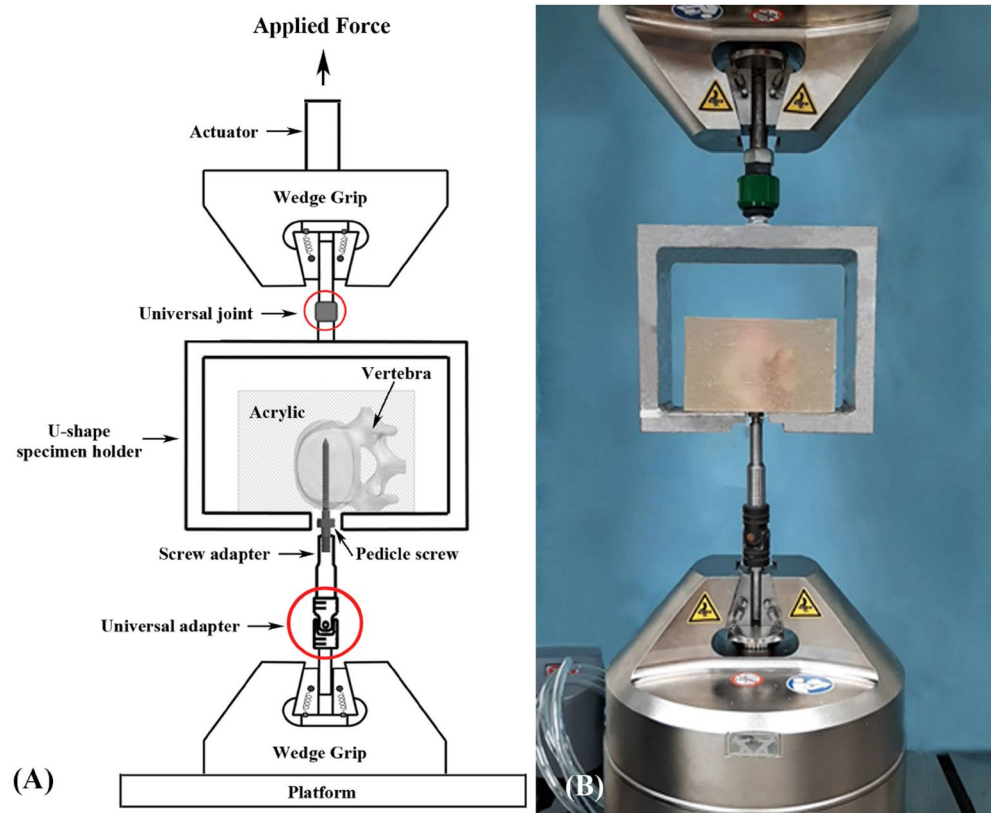 Applied Force
Actuator
Wedge Grip
Universal joint
Vertebra
Acrylic
U-shape
specimen holder
Screw adapter
Pedicle screw
Universal adapter
Wedge Grip
(A)
Platform
(B)